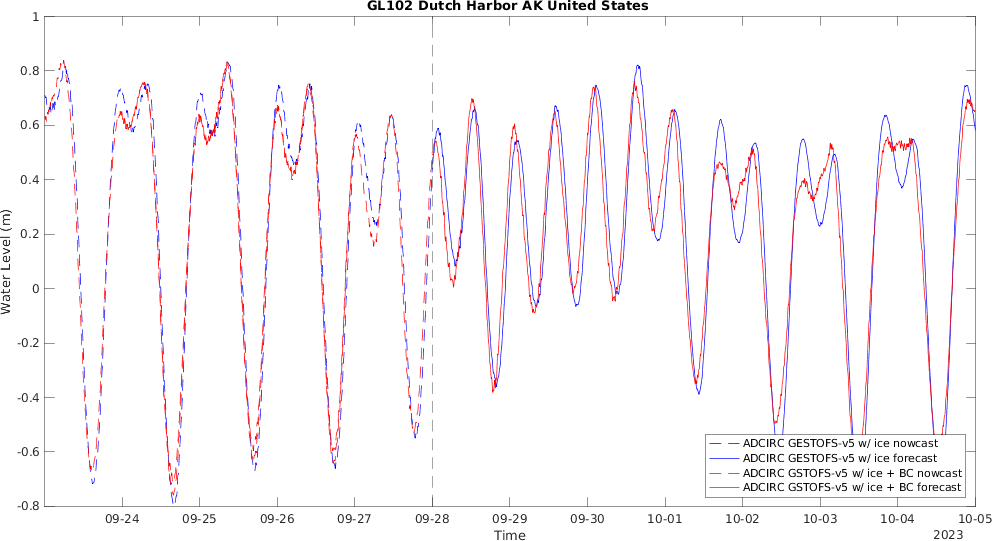 GL102 Dutch Harbor AK United States
1
0.8
0.6
0.4
0.2
0
-0.2
-0.4
-0.6
-0.8
Water Level (m)
ADCIRC GESTOFS-v5 w/ ice nowcast
ADCIRC GESTOFS-v5 w/ ice forecast
ADCIRC GSTOFS-v5 w/ ice + BC nowcast
ADCIRC GSTOFS-v5 w/ ice + BC forecast
09-24 09-25 09-26 09-27 09-28 09-29 09-30 10-01 10-02 10-03 10-04 10-05
Time
2023